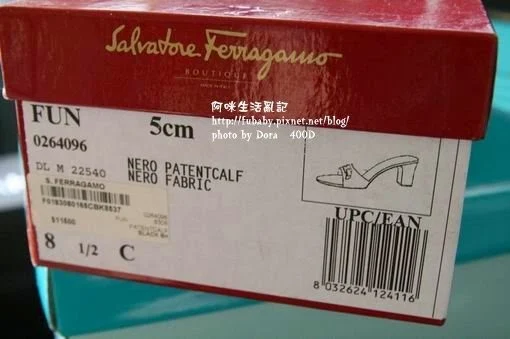 Salvatore Ferragamo
BOUTIQUE
阿咪生活亂記
http://fubaby.pixnet.net/blog/
photo by Dora 400D
FUN 5cm
0264096
DL M 22540
NERO PATENTCALF
NERO FABRIC
S. FERRAGAMO
8 1/2 C
UPC/EAN
8 032624 124116